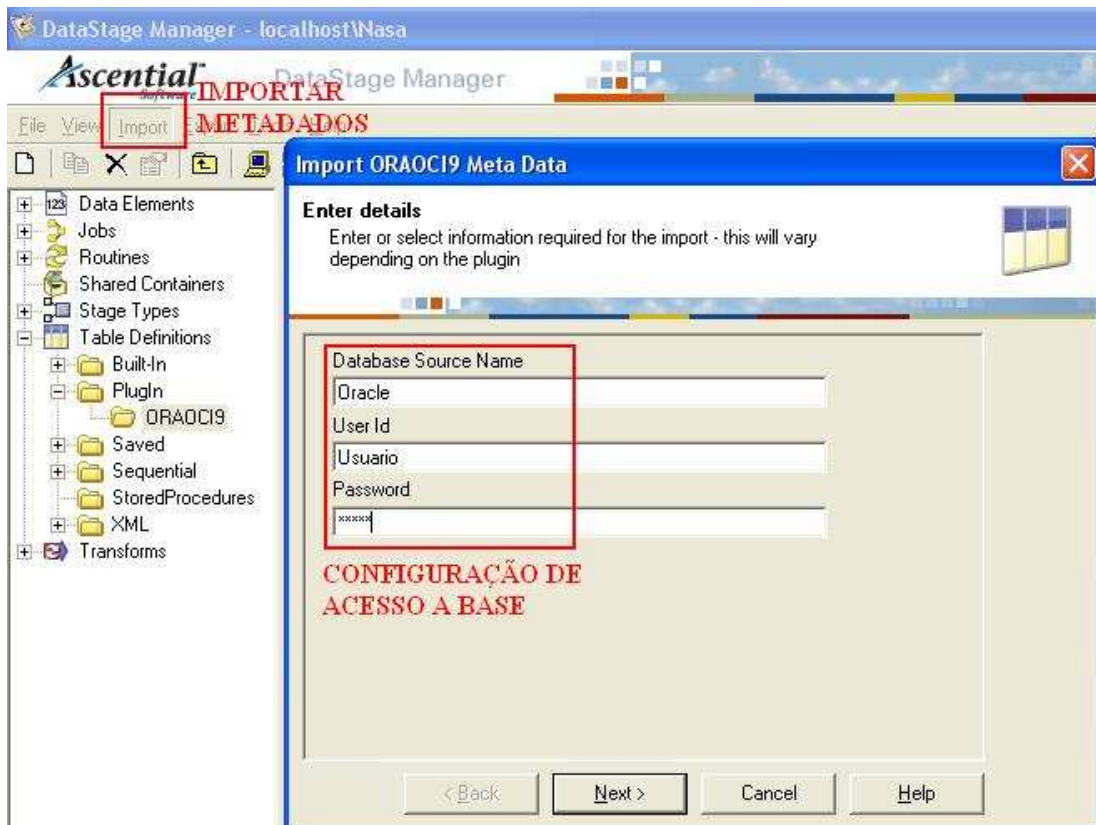 DataStage Manager - localhost\Nasa
Ascential
Software
DataStage Manager
IMPORTAR
METADADOS
File View Import
Import ORAOCI9 Meta Data
Enter details
Enter or select information required for the import - this will vary
depending on the plugin
123 Data Elements
Jobs
Routines
Shared Containers
Stage Types
Table Definitions
Built-In
PlugIn
ORAOCI9
Saved
Sequential
StoredProcedures
XML
Transforms
Database Source Name
Oracle
User Id
Usuario
Password
*****
CONFIGURAÇÃO DE
ACESSO A BASE
< Back
Next >
Cancel
Help